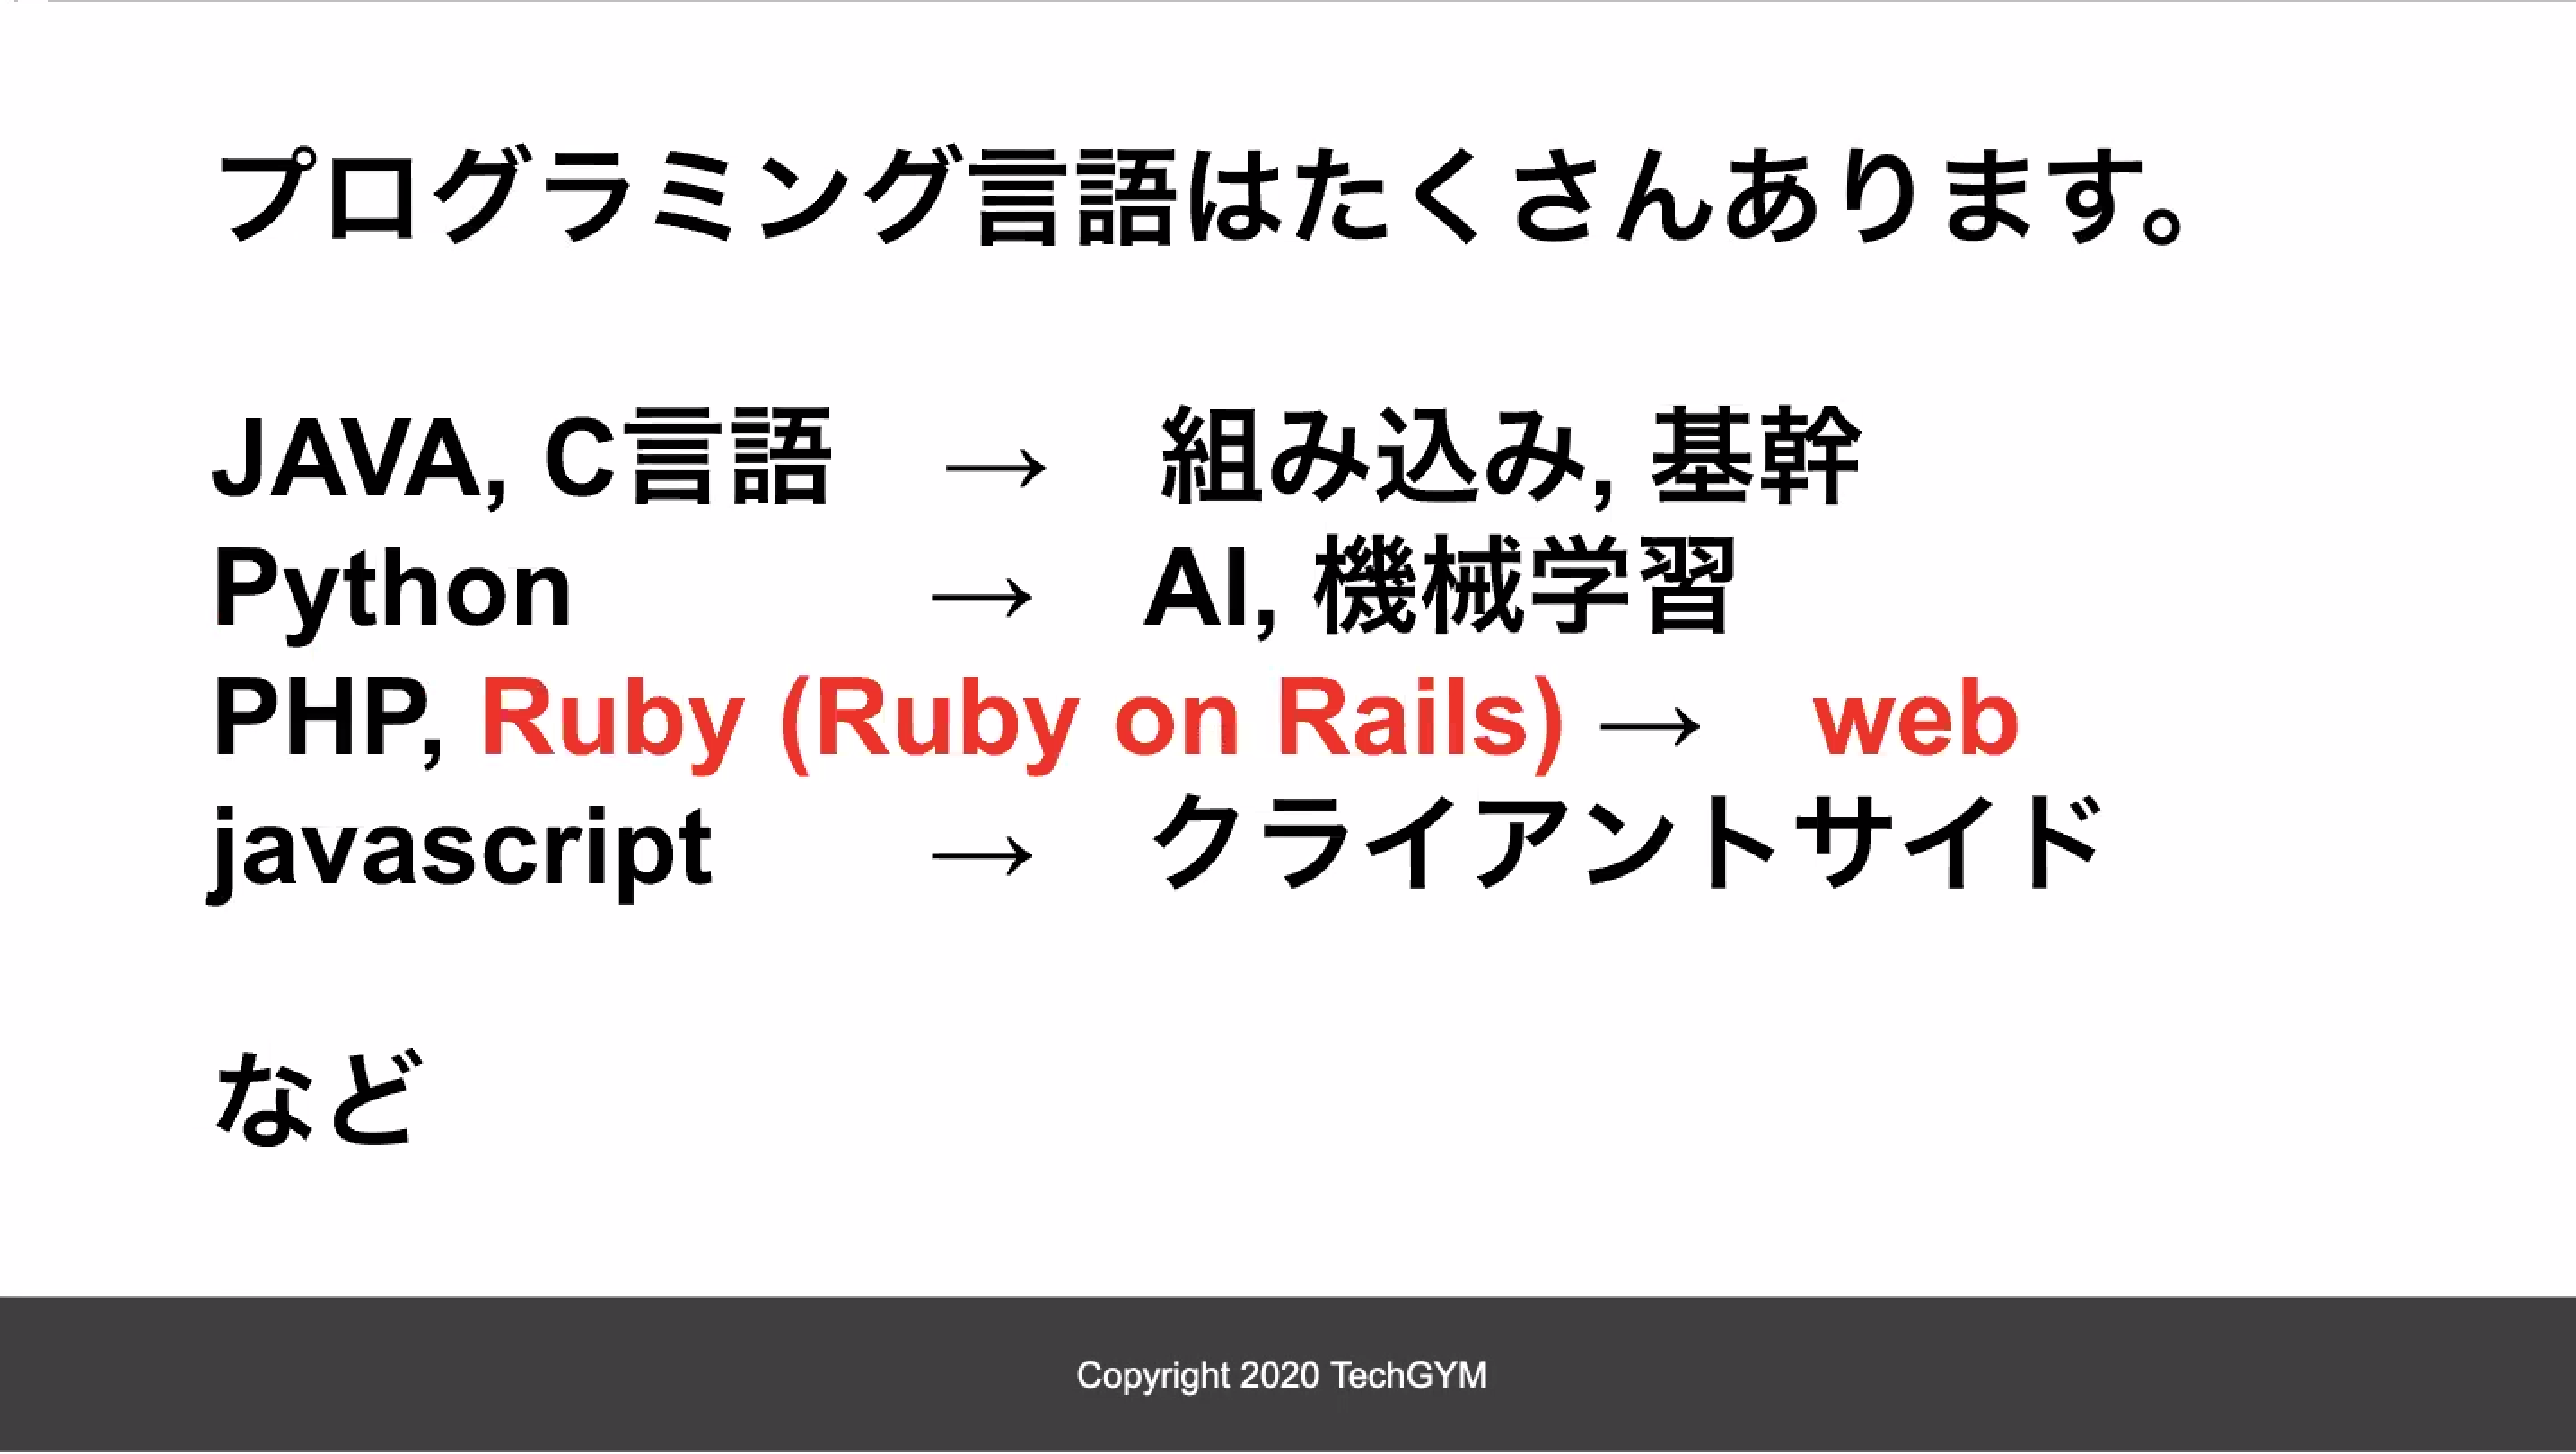 プログラミング言語はたくさんあります。
JAVA, C言語 → 組み込み, 基幹
Python → AI, 機械学習
PHP, Ruby (Ruby on Rails) → web
javascript → クライアントサイド
など
Copyright 2020 TechGYM